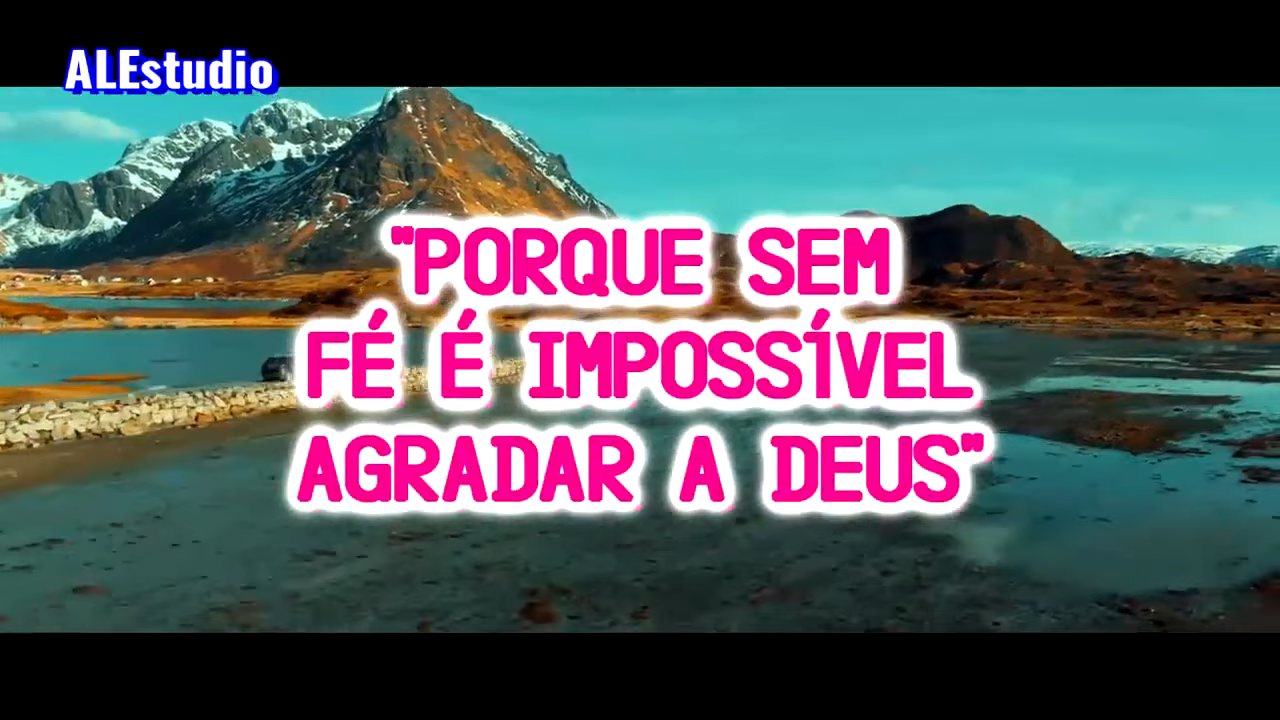 ALEstudio
"PORQUE SEM
FÉ É IMPOSSÍVEL
AGRADAR A DEUS"